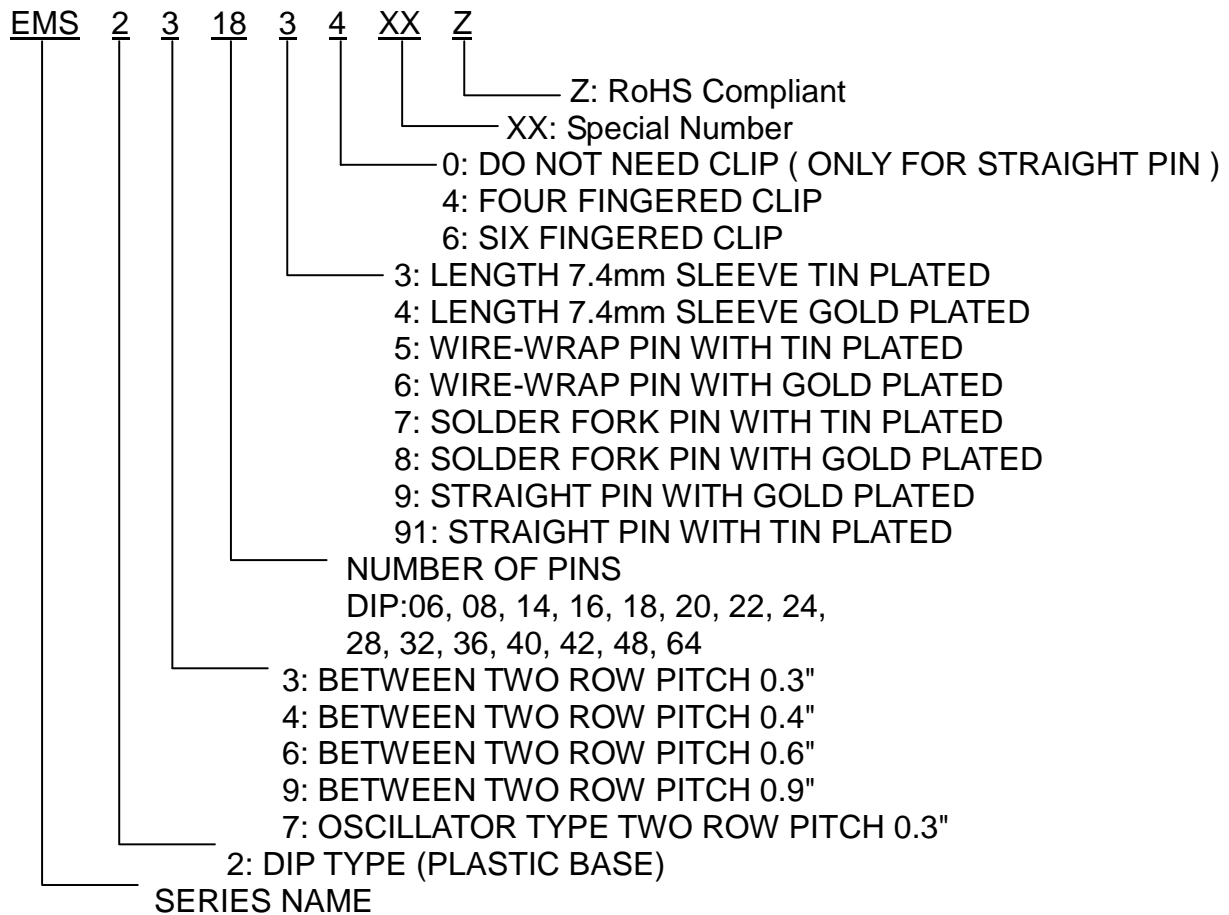 EMS 2 3 18 3 4 XX Z
Z: RoHS Compliant
XX: Special Number
0: DO NOT NEED CLIP ( ONLY FOR STRAIGHT PIN )
4: FOUR FINGERED CLIP
6: SIX FINGERED CLIP
3: LENGTH 7.4mm SLEEVE TIN PLATED
4: LENGTH 7.4mm SLEEVE GOLD PLATED
5: WIRE-WRAP PIN WITH TIN PLATED
6: WIRE-WRAP PIN WITH GOLD PLATED
7: SOLDER FORK PIN WITH TIN PLATED
8: SOLDER FORK PIN WITH GOLD PLATED
9: STRAIGHT PIN WITH GOLD PLATED
91: STRAIGHT PIN WITH TIN PLATED
NUMBER OF PINS
DIP:06, 08, 14, 16, 18, 20, 22, 24,
28, 32, 36, 40, 42, 48, 64
3: BETWEEN TWO ROW PITCH 0.3"
4: BETWEEN TWO ROW PITCH 0.4"
6: BETWEEN TWO ROW PITCH 0.6"
9: BETWEEN TWO ROW PITCH 0.9"
7: OSCILLATOR TYPE TWO ROW PITCH 0.3"
2: DIP TYPE (PLASTIC BASE)
SERIES NAME